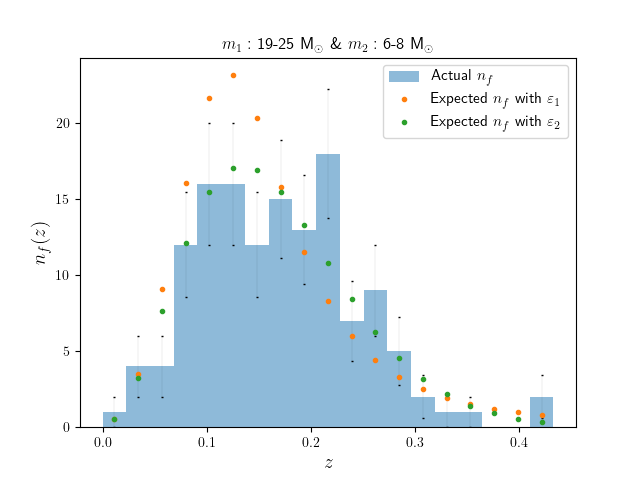 m₁ : 19-25 M⊙ & m₂ : 6-8 M⊙
Actual n_f
Expected n_f with ε₁
Expected n_f with ε₂
n_f(z)
20
15
10
5
0
0.0 0.1 0.2 0.3 0.4
z